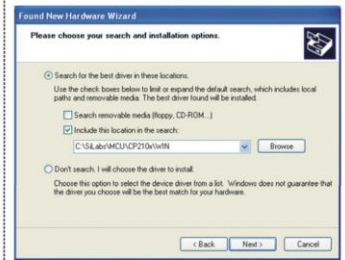 Found New Hardware Wizard
Please choose your search and installation options.
Search for the best driver in these locations.
Use the check boxes below to limit or expand the default search, which includes local
paths and removable media. The best driver found will be installed.
Search removable media (floppy, CD-ROM...)
Include this location in the search:
C:\SiLabs\MCU\CP210x\WIN
Browse
Don't search. I will choose the driver to install.
Choose this option to select the device driver from a list. Windows does not guarantee that
the driver you choose will be the best match for your hardware.
< Back Next > Cancel